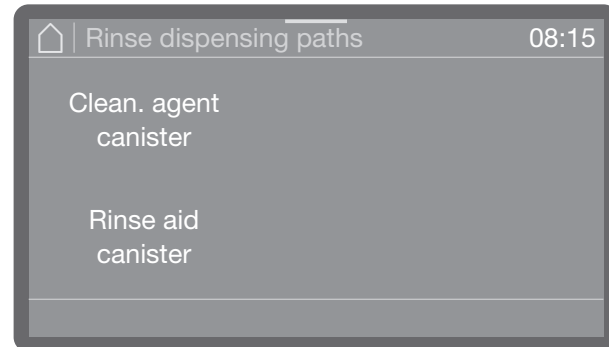 Rinse dispensing paths 08:15
Clean. agent
canister
Rinse aid
canister